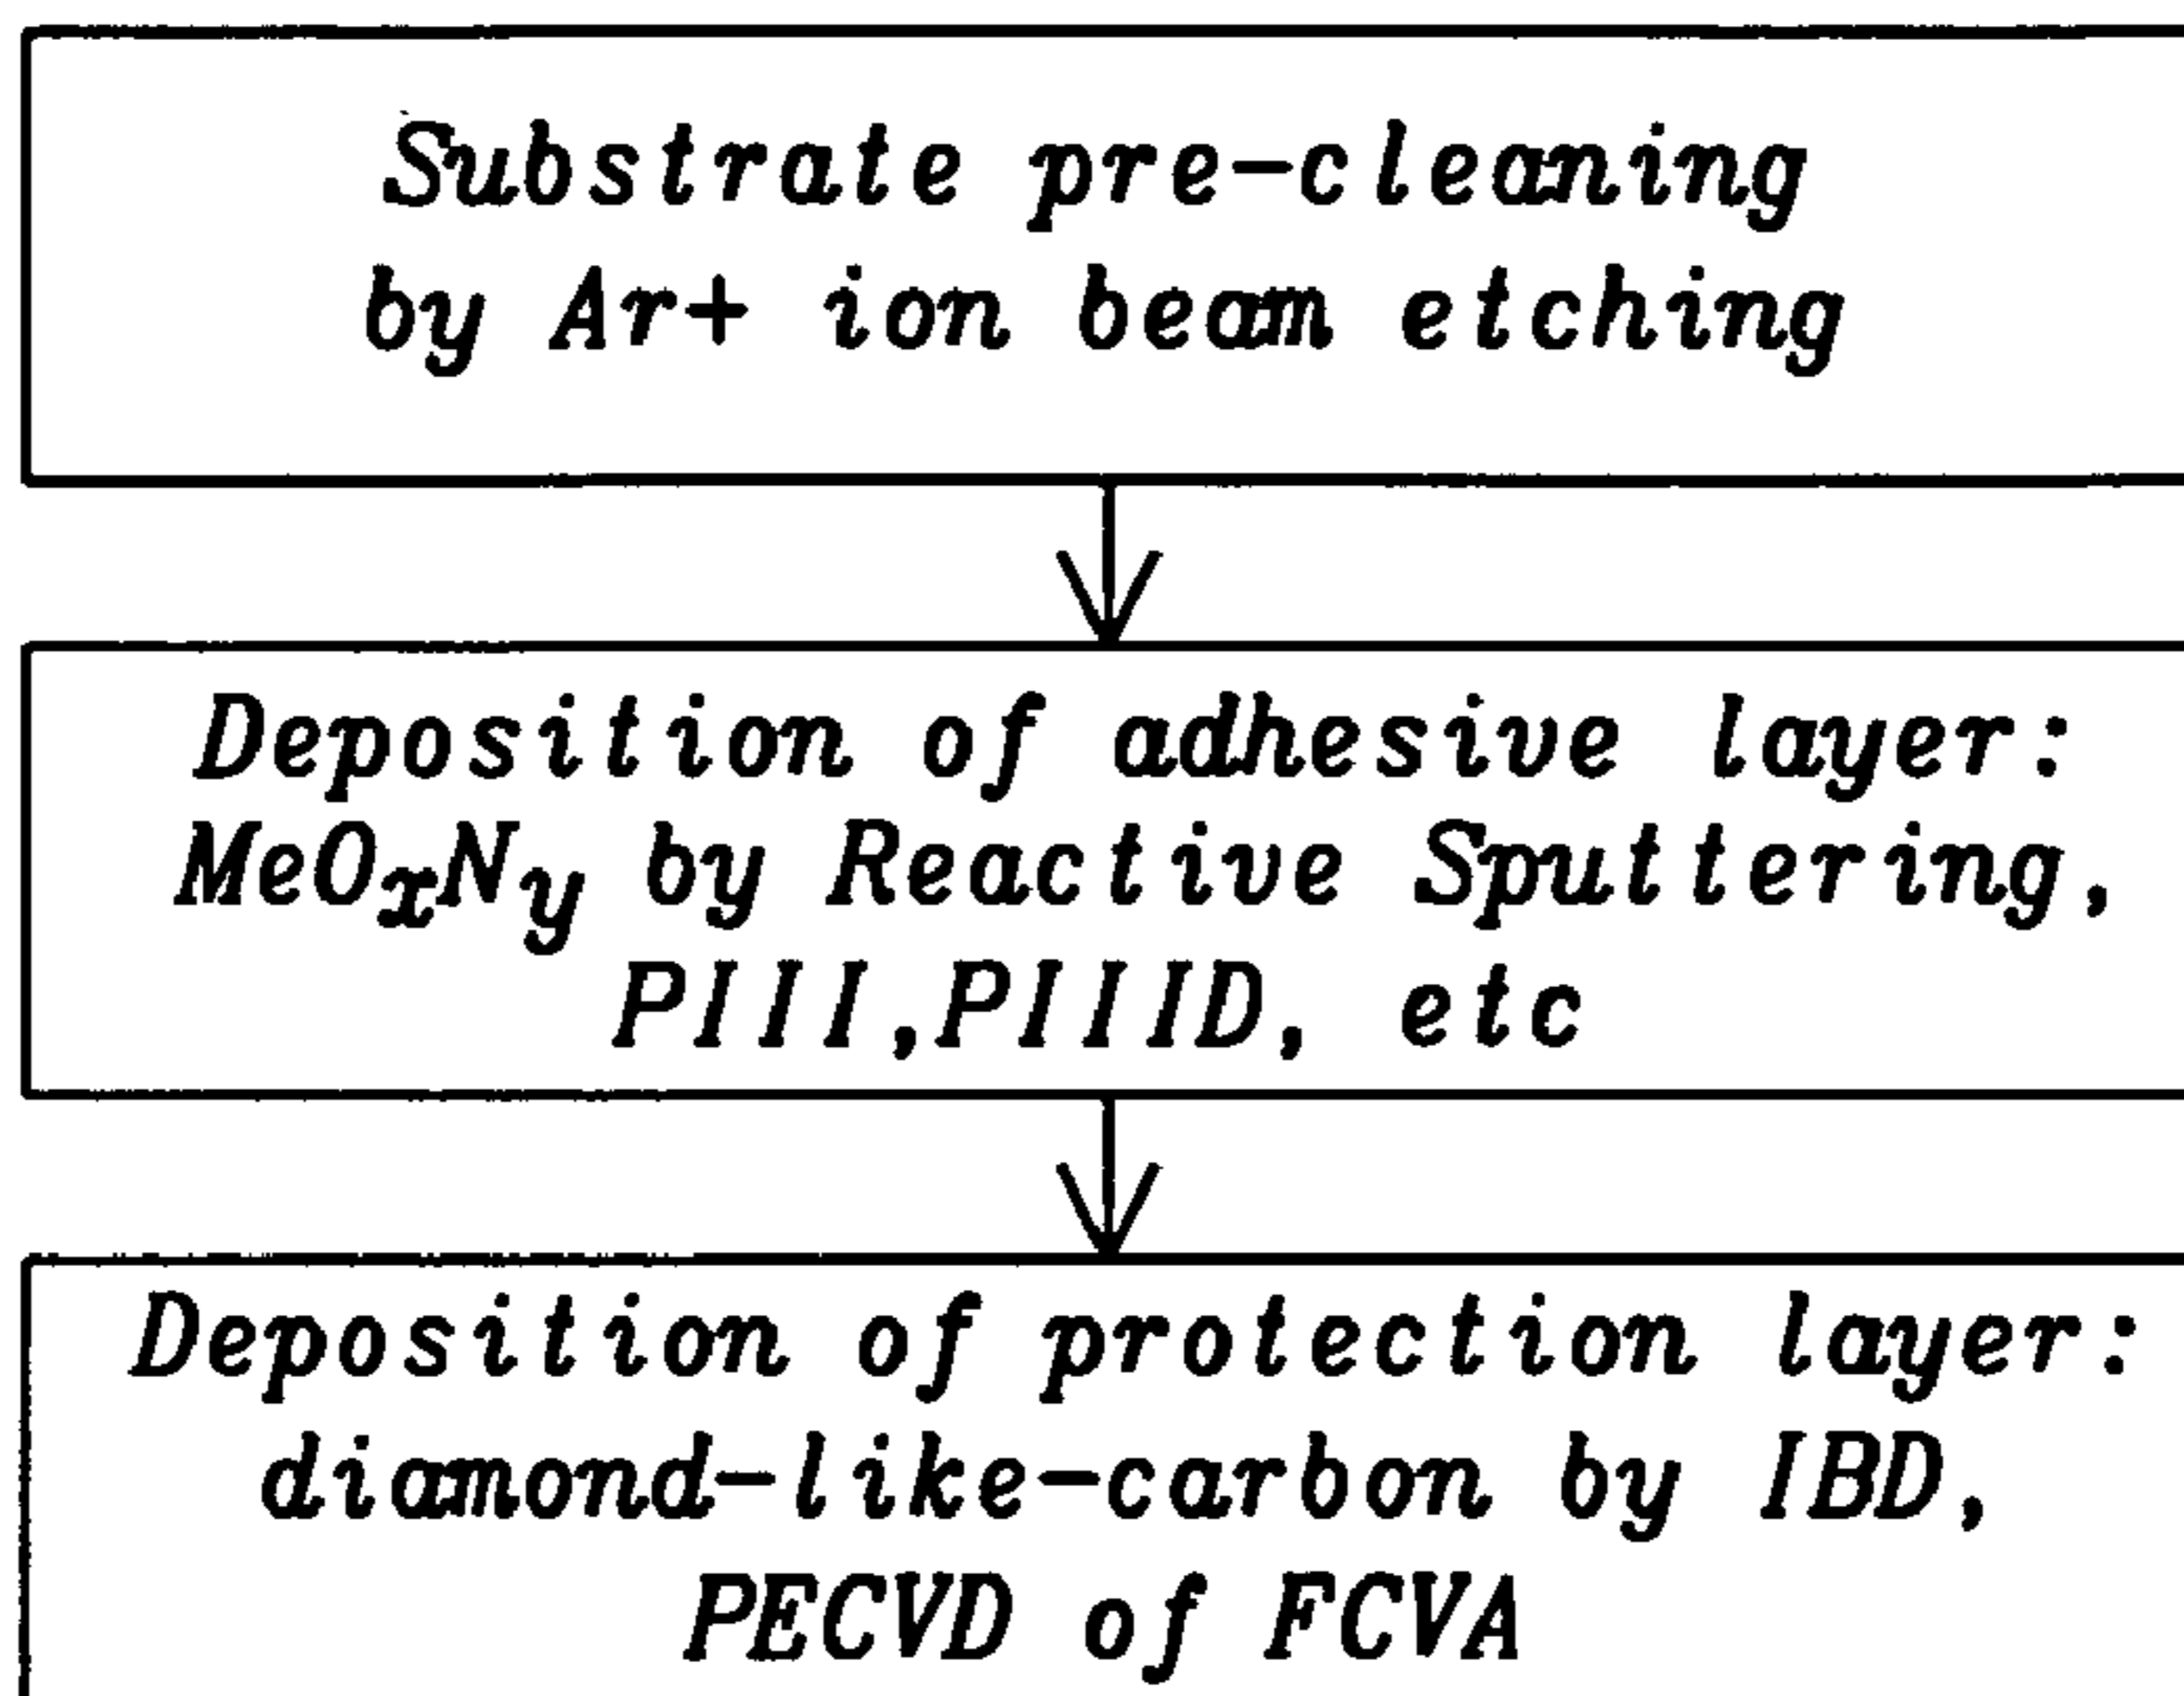 Substrate pre-cleaning
by Ar+ ion beam etching
Deposition of adhesive layer:
MeOxNy by Reactive Sputtering,
PIII,PIIID, etc
Deposition of protection layer:
diamond-like-carbon by IBD,
PECVD of FCVA